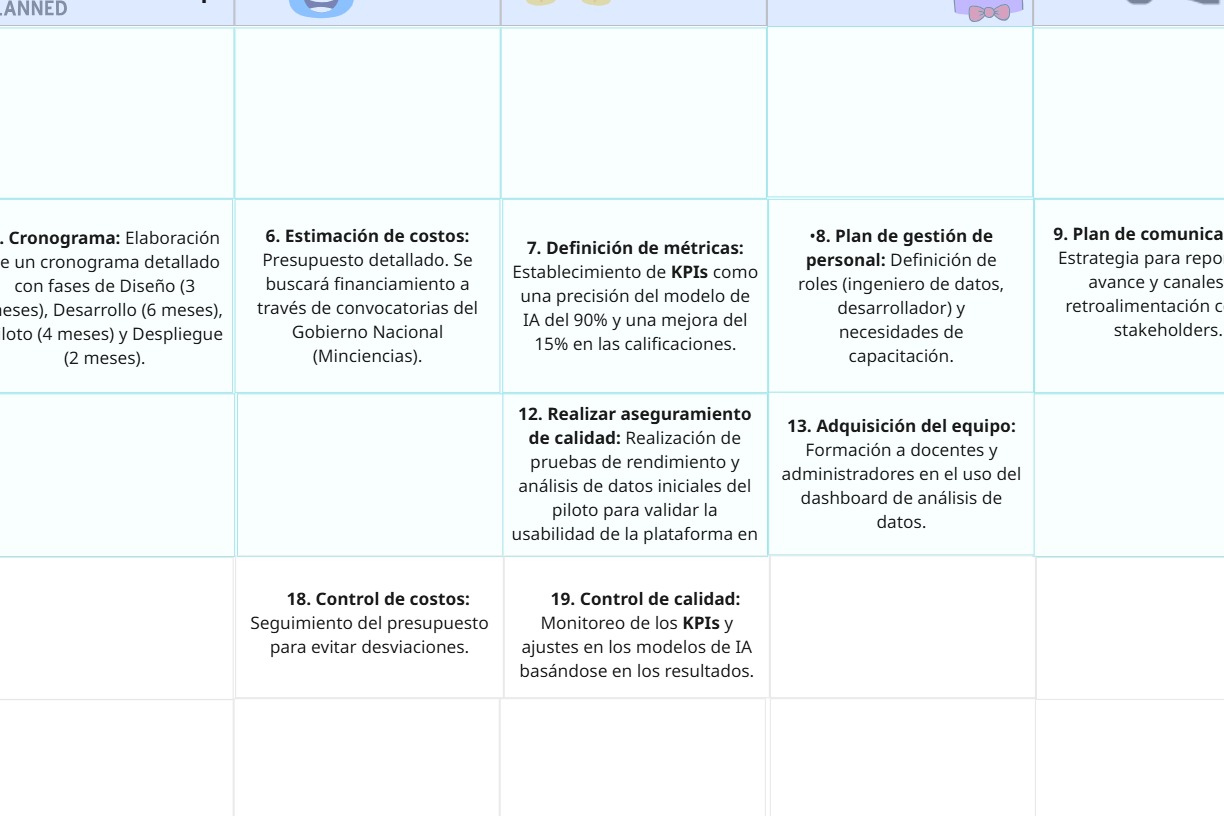 . Cronograma: Elaboración
e un cronograma detallado
con fases de Diseño (3
eses), Desarrollo (6 meses),
loto (4 meses) y Despliegue
(2 meses).
6. Estimación de costos:
Presupuesto detallado. Se
buscará financiamiento a
través de convocatorias del
Gobierno Nacional
(Minciencias).
7. Definición de métricas:
Establecimiento de KPIs como
una precisión del modelo de
IA del 90% y una mejora del
15% en las calificaciones.
•8. Plan de gestión de
personal: Definición de
roles (ingeniero de datos,
desarrollador) y
necesidades de
capacitación.
9. Plan de comunica
Estrategia para repo
avance y canales
retroalimentación c
stakeholders.
12. Realizar aseguramiento
de calidad: Realización de
pruebas de rendimiento y
análisis de datos iniciales del
piloto para validar la
usabilidad de la plataforma en
13. Adquisición del equipo:
Formación a docentes y
administradores en el uso del
dashboard de análisis de
datos.
18. Control de costos:
Seguimiento del presupuesto
para evitar desviaciones.
19. Control de calidad:
Monitoreo de los KPIs y
ajustes en los modelos de IA
basándose en los resultados.